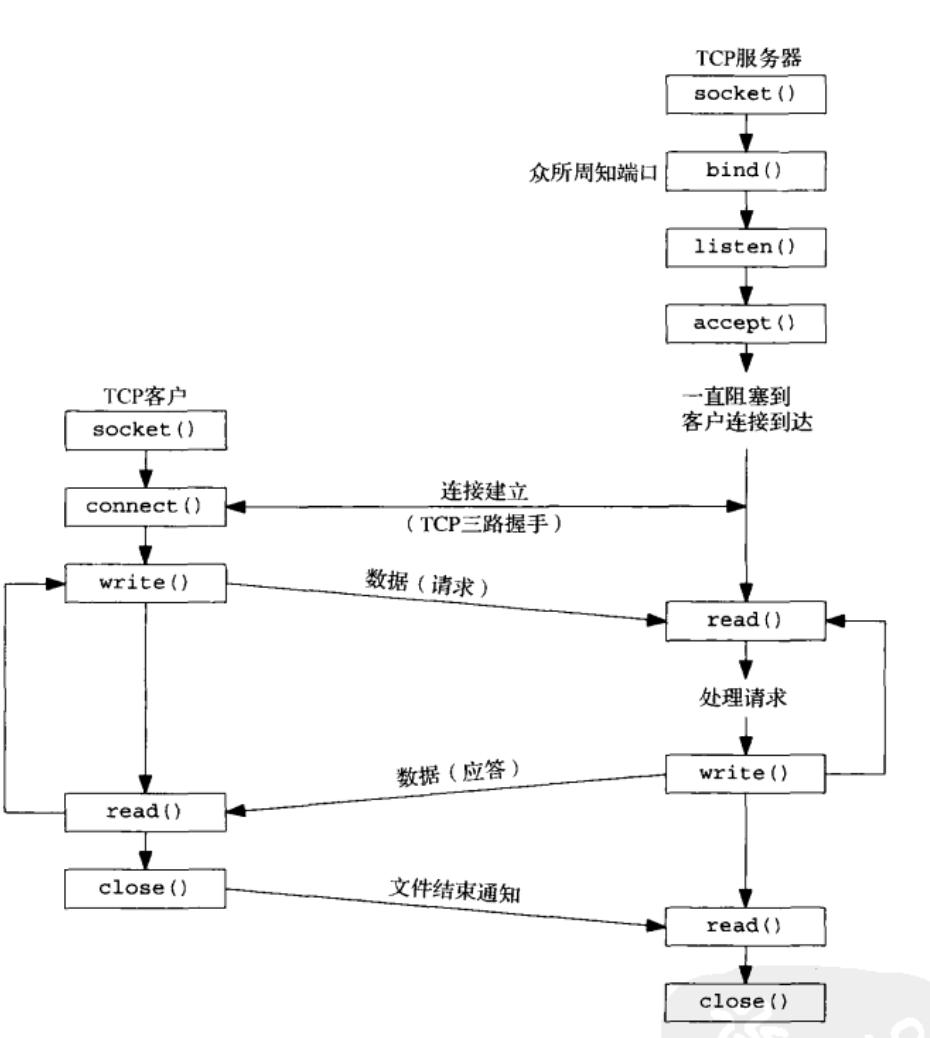 TCP服务器
socket()
众所周知端口
bind()
listen()
accept()
一直阻塞到
客户连接到达
TCP客户
socket()
connect()
连接建立
(TCP三路握手)
write()
数据(请求)
read()
处理请求
write()
数据(应答)
read()
close()
文件结束通知
read()
close()